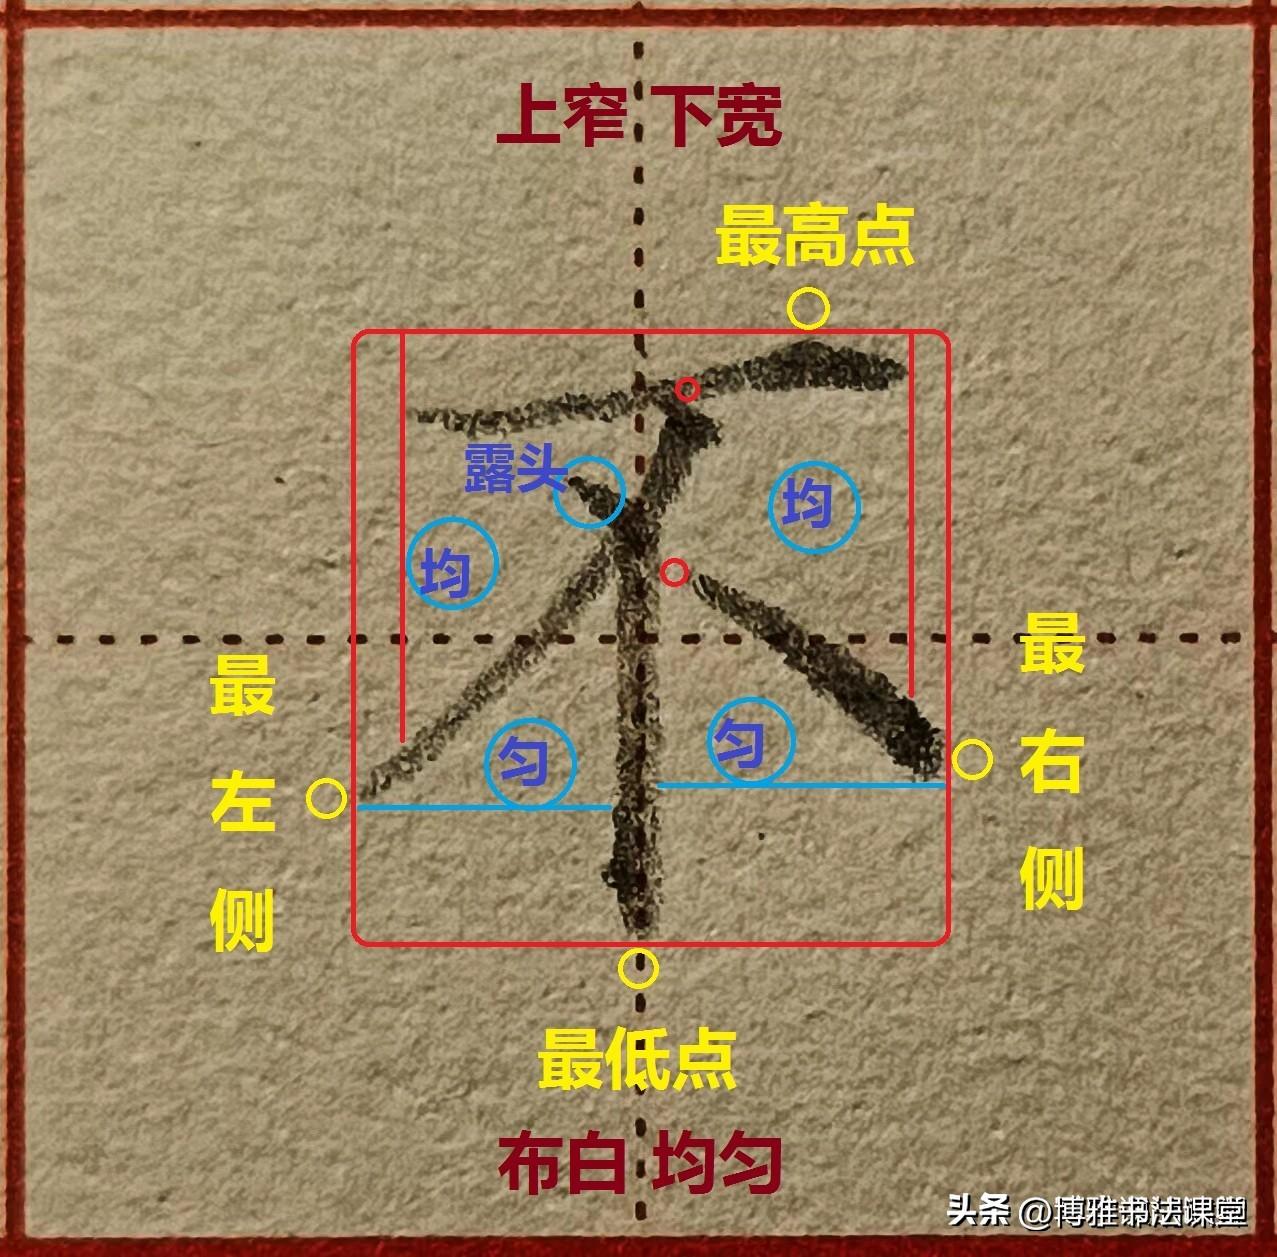 上窄 下宽
最高点
不
露头
均
均
最左侧
最右侧
匀
匀
最低点
布白 均匀
头条 @博雅书法课堂